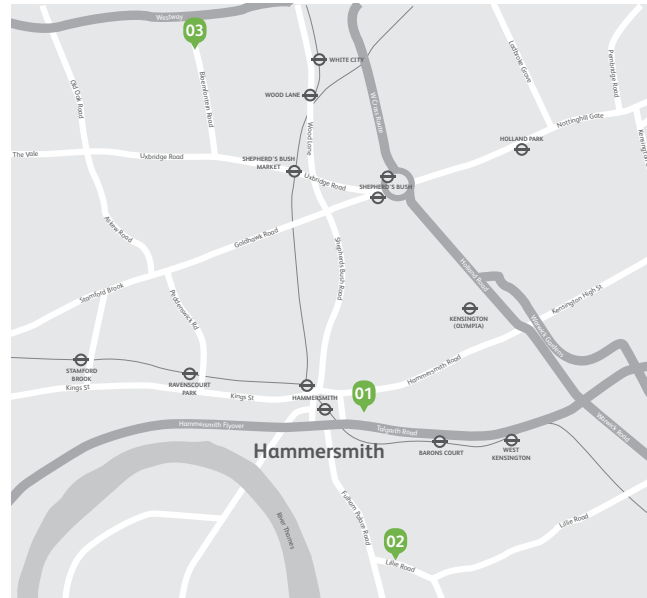 Westway
03
WHITE CITY
WOOD LANE
Old Oak Road
Bloemfontein Road
Wood Lane
W Cross Route
Ladbroke Grove
Pembridge Road
Nottinghill Gate
Kensington
HOLLAND PARK
The Vale
Uxbridge Road
SHEPHERD'S BUSH
MARKET
Uxbridge Road
SHEPHERD'S BUSH
Askew Road
Goldhawk Road
Shepherds Bush Road
Holland Road
Stamford Brook
Paddenswick Rd
KENSINGTON
(OLYMPIA)
Kensington High St
Warwick Gardens
STAMFORD
BROOK
RAVENSCOURT
PARK
Hammersmith Road
Kings St
Kings St
HAMMERSMITH
01
Hammersmith Flyover
Talgarth Road
Warwick Road
Hammersmith
BARONS COURT
WEST
KENSINGTON
River Thames
Fulham Palace Road
Lillie Road
02
Lillie Road